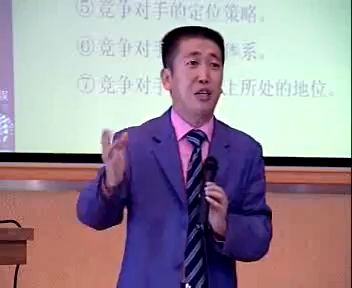 ⑤竞争对手的定位策略。
⑥竞争对手 体系。
⑦竞争对 上所处的地位。